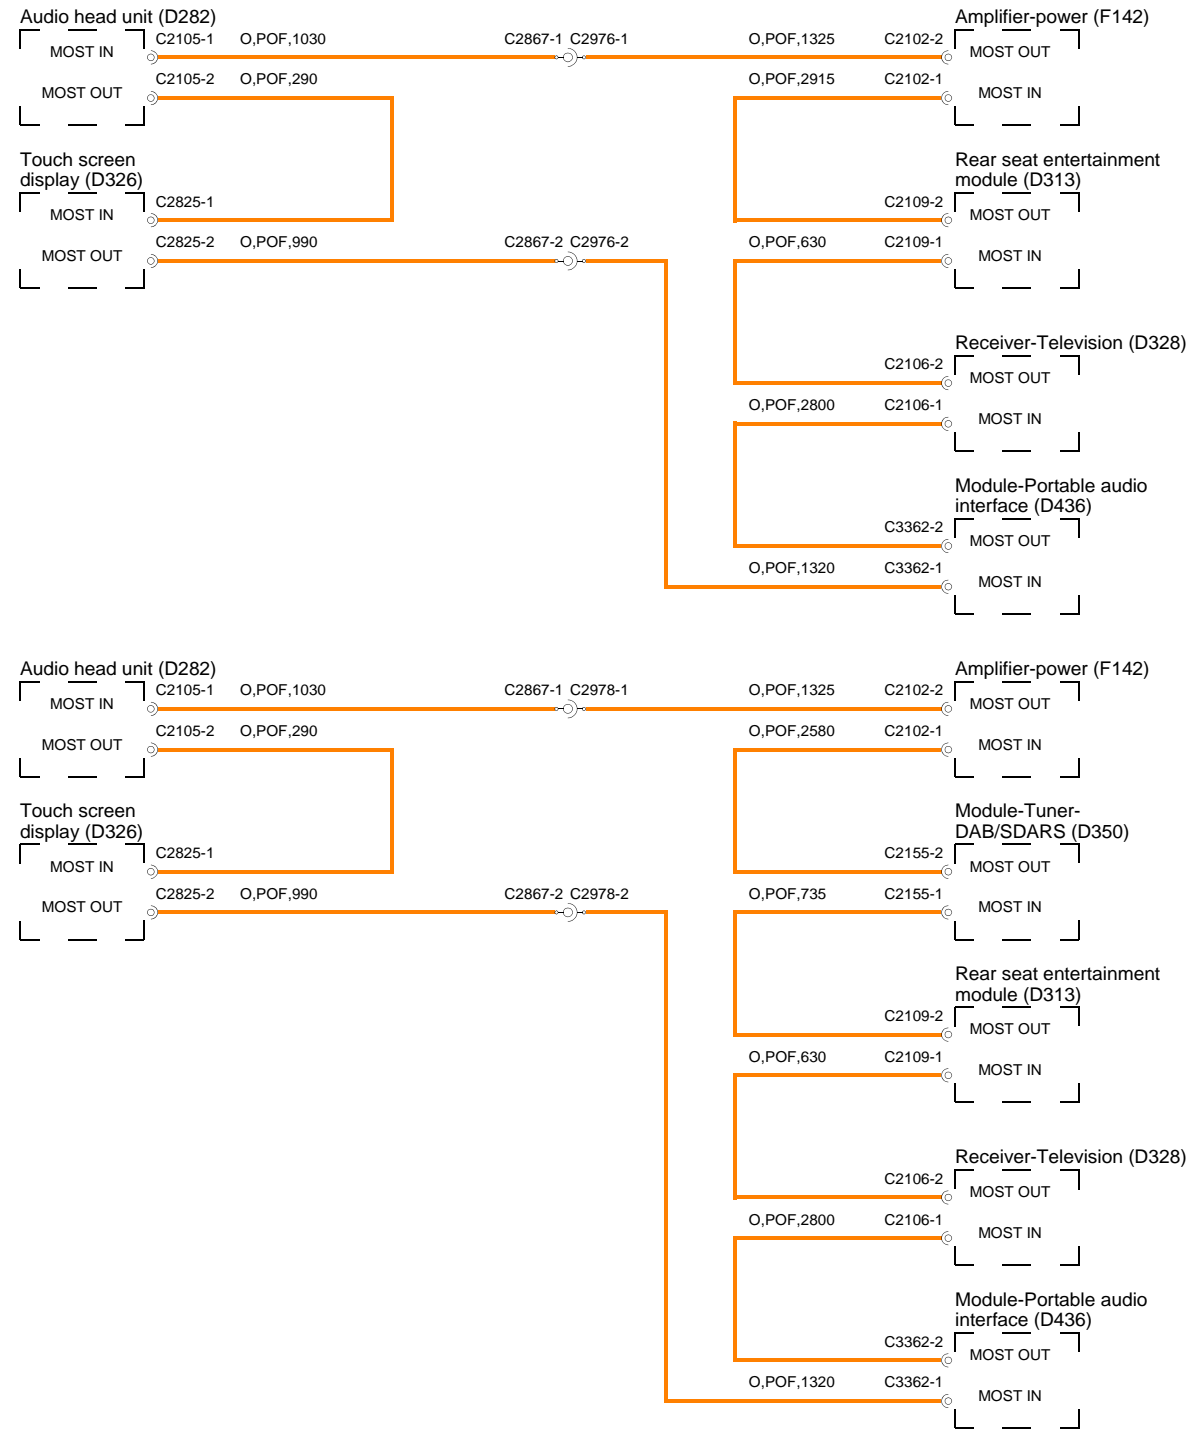 Audio head unit (D282)
MOST IN
C2105-1 O,POF,1030
C2867-1 C2976-1
O,POF,1325 C2102-2
Amplifier-power (F142)
MOST OUT
MOST OUT
C2105-2 O,POF,290
O,POF,2915 C2102-1
MOST IN
Touch screen
display (D326)
MOST IN
C2825-1
Rear seat entertainment
module (D313)
C2109-2
MOST OUT
MOST OUT
C2825-2 O,POF,990
C2867-2 C2976-2
O,POF,630 C2109-1
MOST IN
Receiver-Television (D328)
C2106-2
MOST OUT
O,POF,2800 C2106-1
MOST IN
Module-Portable audio
interface (D436)
C3362-2
MOST OUT
O,POF,1320 C3362-1
MOST IN
Audio head unit (D282)
MOST IN
C2105-1 O,POF,1030
C2867-1 C2978-1
O,POF,1325 C2102-2
Amplifier-power (F142)
MOST OUT
MOST OUT
C2105-2 O,POF,290
O,POF,2580 C2102-1
MOST IN
Touch screen
display (D326)
MOST IN
C2825-1
Module-Tuner-
DAB/SDARS (D350)
C2155-2
MOST OUT
MOST OUT
C2825-2 O,POF,990
C2867-2 C2978-2
O,POF,735 C2155-1
MOST IN
Rear seat entertainment
module (D313)
C2109-2
MOST OUT
O,POF,630 C2109-1
MOST IN
Receiver-Television (D328)
C2106-2
MOST OUT
O,POF,2800 C2106-1
MOST IN
Module-Portable audio
interface (D436)
C3362-2
MOST OUT
O,POF,1320 C3362-1
MOST IN